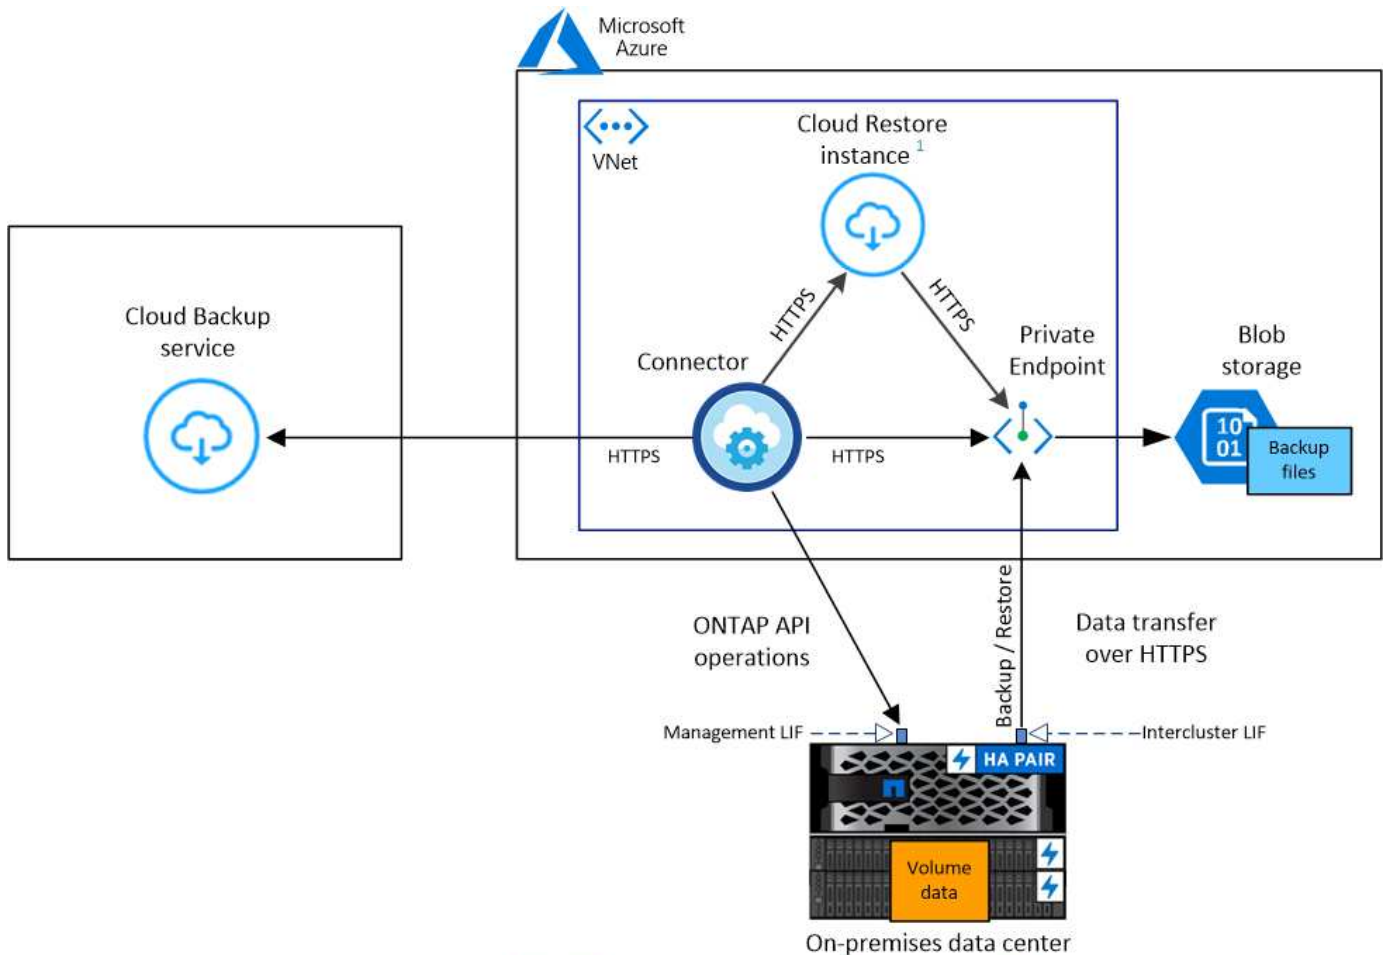 Microsoft
Azure
VNet
Cloud Restore
instance 1
HTTPS
HTTPS
Cloud Backup
service
Connector
Private
Endpoint
Blob
storage
10
01
Backup
files
HTTPS
HTTPS
ONTAP API
operations
Backup / Restore
Data transfer
over HTTPS
Management LIF
Intercluster LIF
HA PAIR
Volume
data
On-premises data center